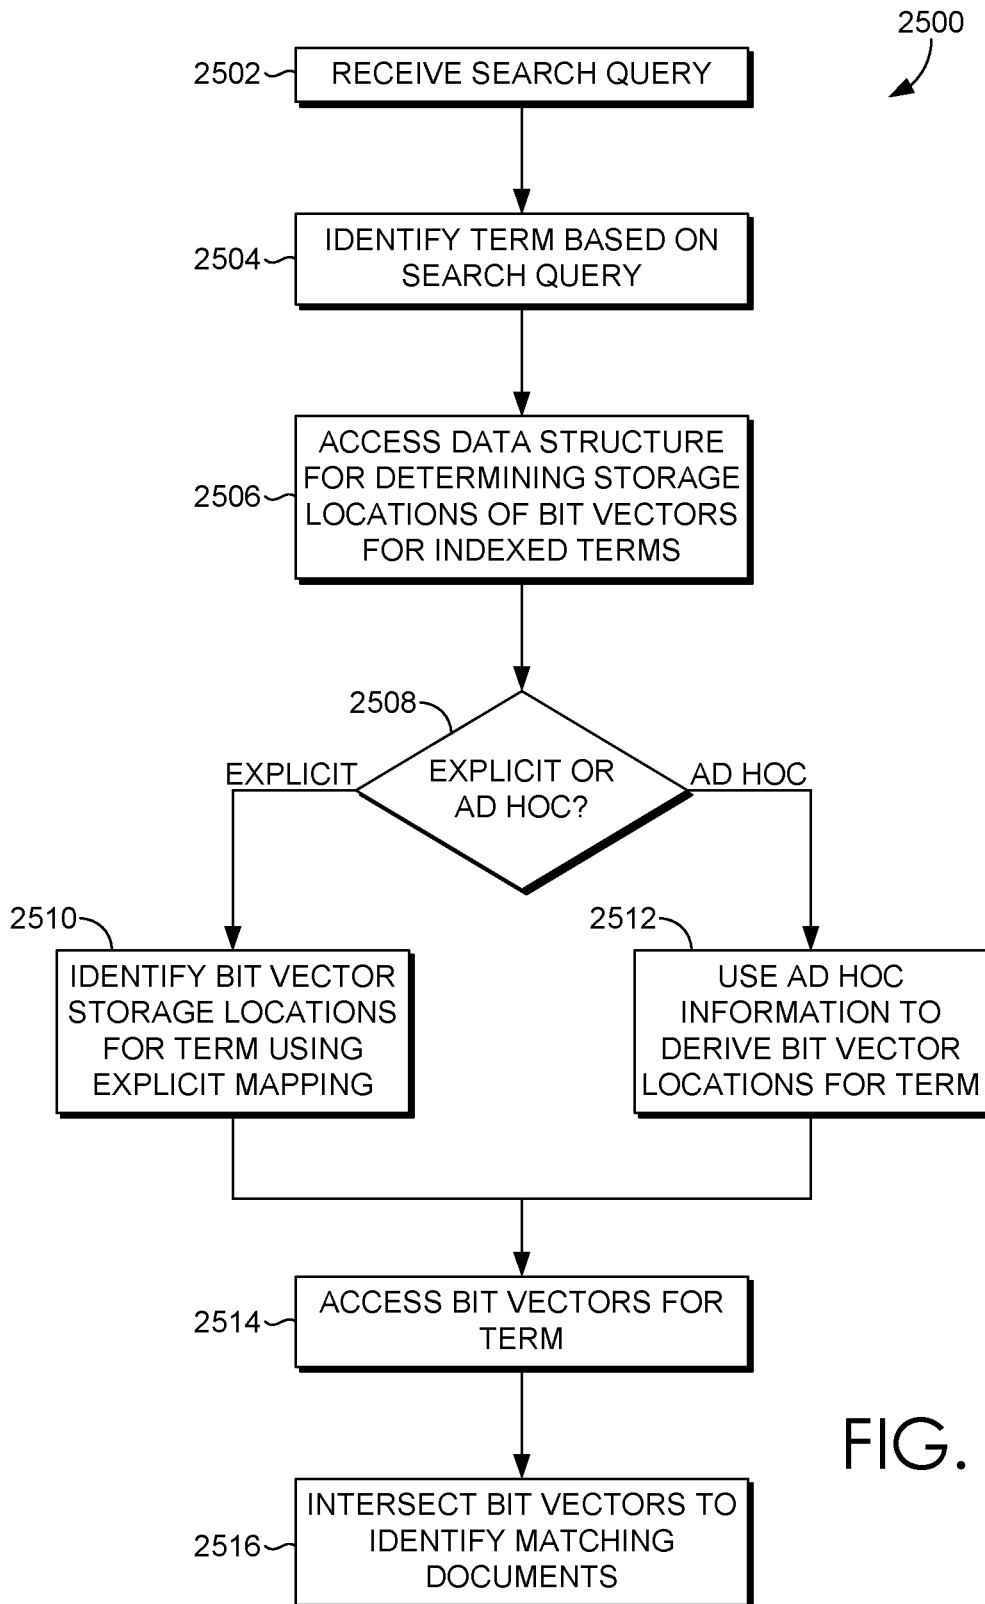 2500
2502
RECEIVE SEARCH QUERY
2504
IDENTIFY TERM BASED ON
SEARCH QUERY
2506
ACCESS DATA STRUCTURE
FOR DETERMINING STORAGE
LOCATIONS OF BIT VECTORS
FOR INDEXED TERMS
2508
EXPLICIT OR
AD HOC?
EXPLICIT
AD HOC
2510
IDENTIFY BIT VECTOR
STORAGE LOCATIONS
FOR TERM USING
EXPLICIT MAPPING
2512
USE AD HOC
INFORMATION TO
DERIVE BIT VECTOR
LOCATIONS FOR TERM
2514
ACCESS BIT VECTORS FOR
TERM
2516
INTERSECT BIT VECTORS TO
IDENTIFY MATCHING
DOCUMENTS
FIG.